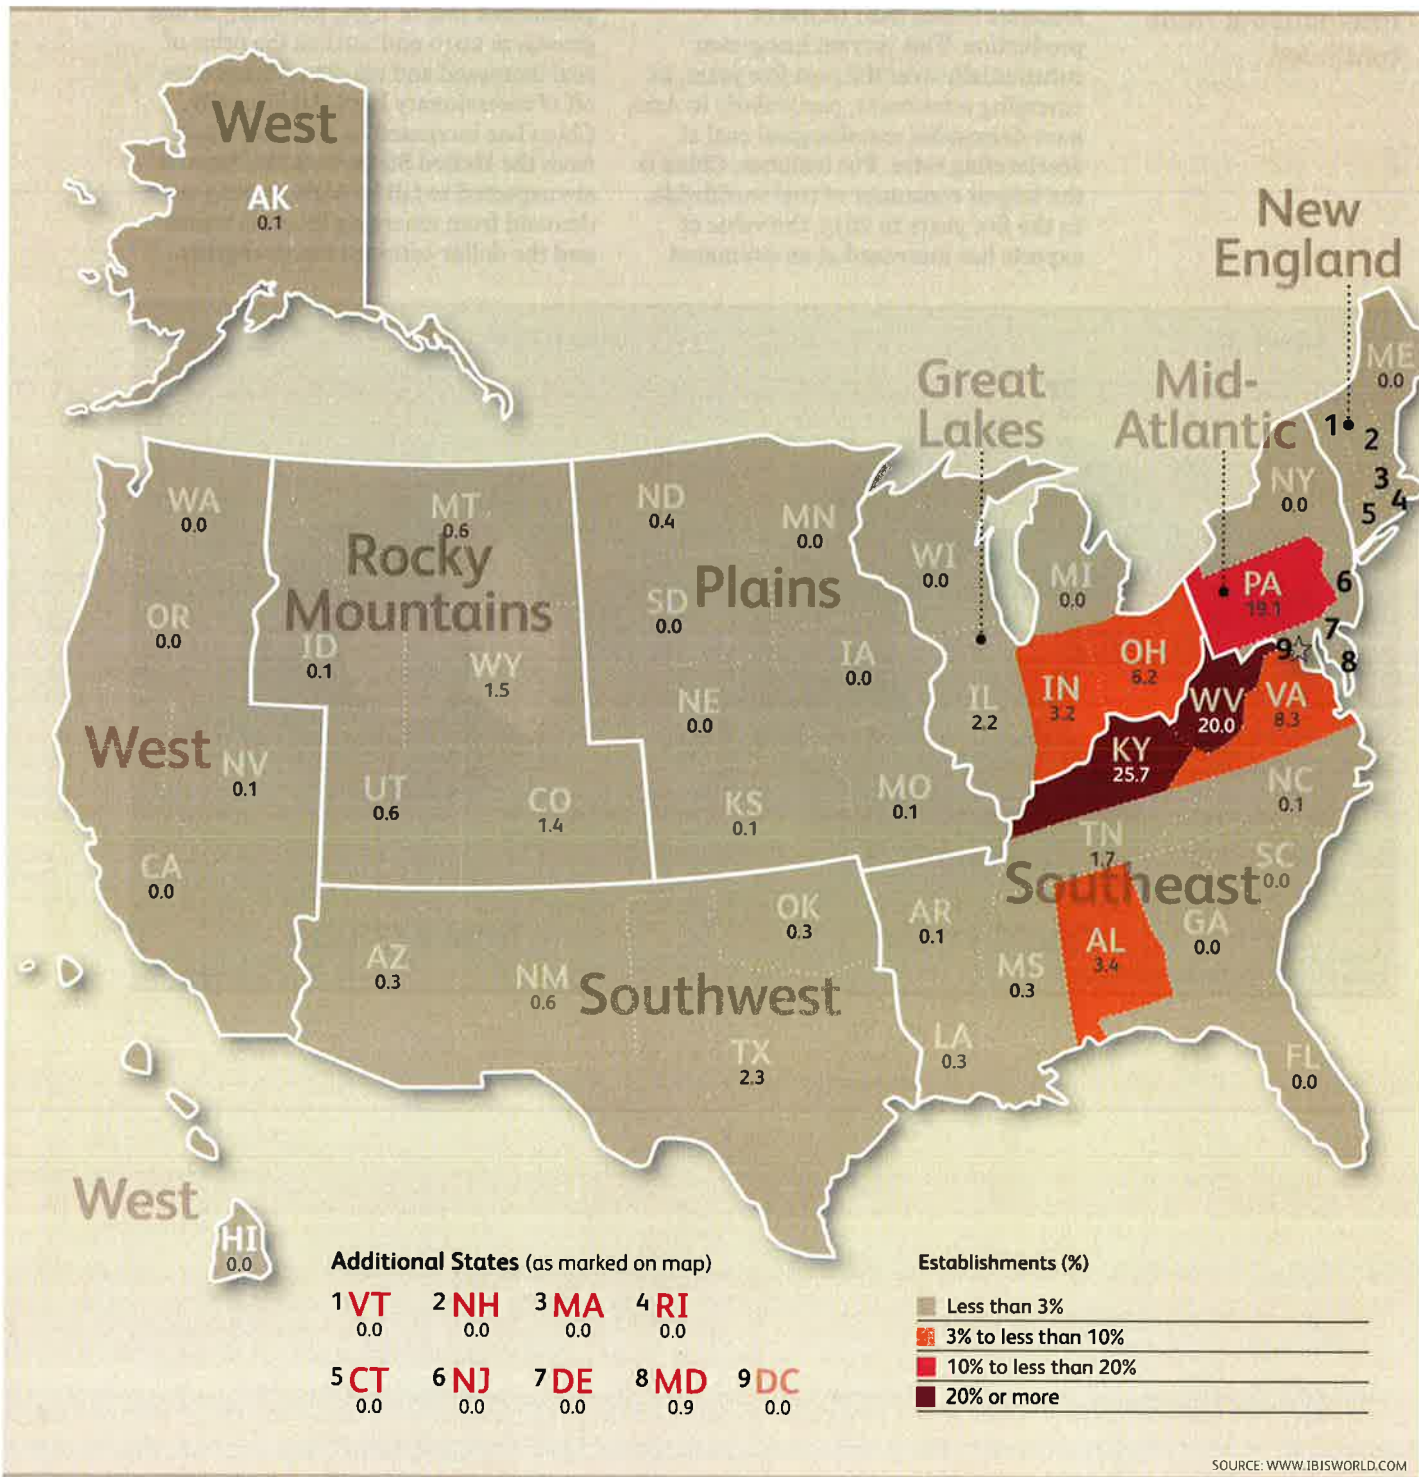 West
AK
0.1
New
England
Great
Lakes
Mid-
Atlantic
ME
0.0
1
2
3
4
5
NY
0.0
WA
0.0
MT
0.6
Rocky
Mountains
ND
0.4
MN
0.0
WI
0.0
MI
0.0
PA
19.1
6
7
8
9
OR
0.0
ID
0.1
WY
1.5
SD
0.0
Plains
IA
0.0
NE
0.0
IL
2.2
IN
3.2
OH
6.2
WV
20.0
VA
8.3
KY
25.7
West
NV
0.1
UT
0.6
CO
1.4
KS
0.1
MO
0.1
NC
0.1
TN
1.7
SC
0.0
Southeast
CA
0.0
AZ
0.3
NM
0.6
OK
0.3
Southwest
TX
2.3
AR
0.1
MS
0.3
AL
3.4
GA
0.0
LA
0.3
FL
0.0
West
HI
0.0
Additional States (as marked on map)
1 VT 2 NH 3 MA 4 RI
0.0 0.0 0.0 0.0
5 CT 6 NJ 7 DE 8 MD 9 DC
0.0 0.0 0.0 0.9 0.0
Establishments (%)
Less than 3%
3% to less than 10%
10% to less than 20%
20% or more
SOURCE: WWW.IBISWORLD.COM